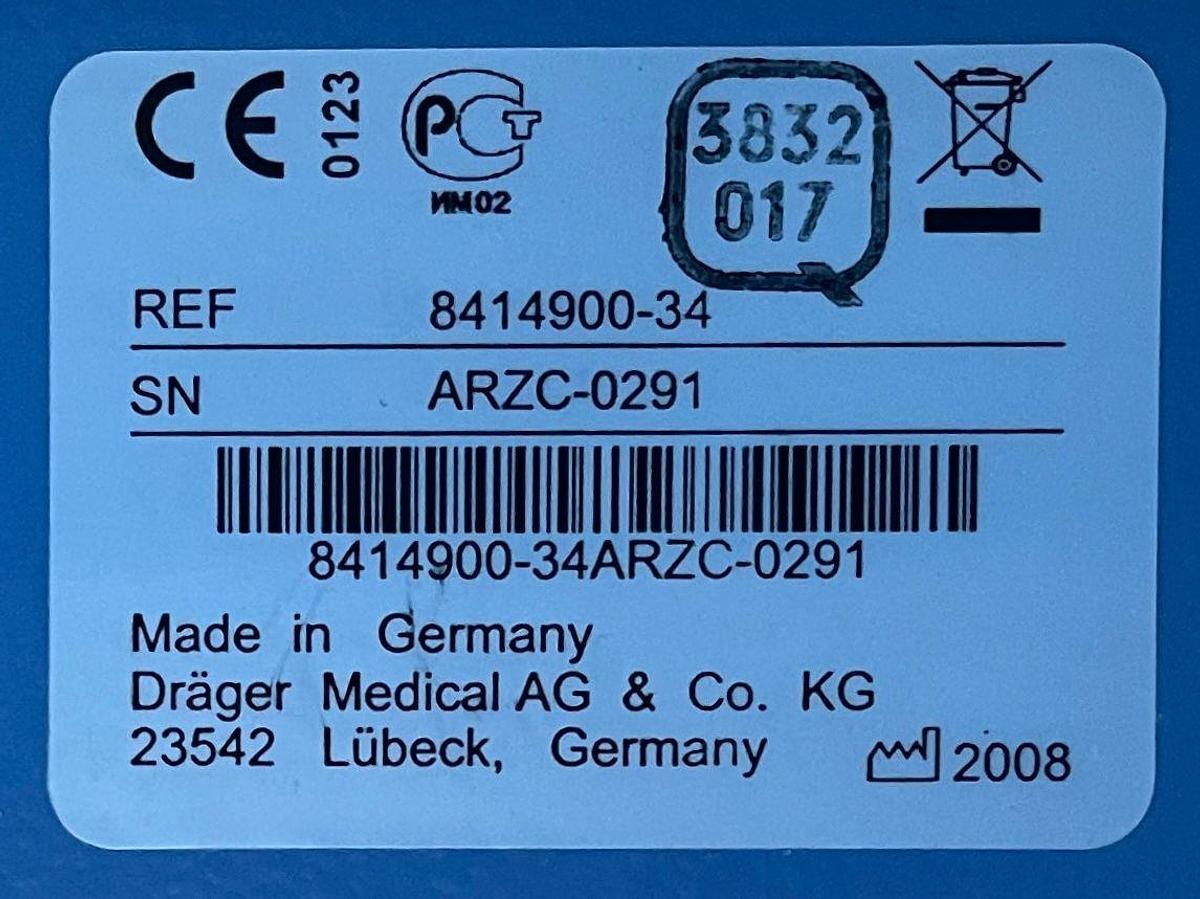 CE 0123 РСТ
ИМ02
3832
017
REF 8414900-34
SN ARZC-0291
8414900-34ARZC-0291
Made in Germany
Dräger Medical AG & Co. KG
23542 Lübeck, Germany
2008